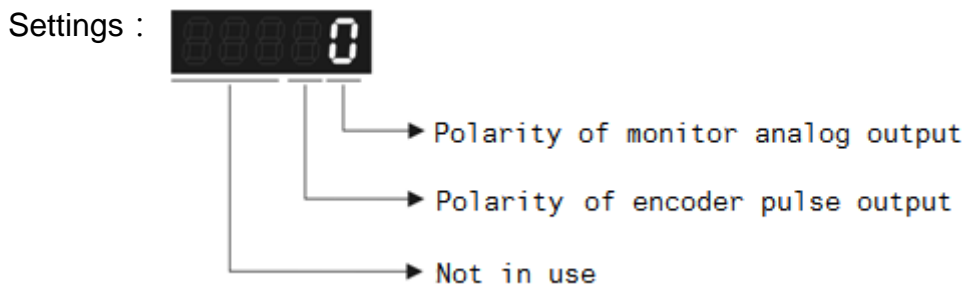 Settings：
0
Polarity of monitor analog output
Polarity of encoder pulse output
Not in use